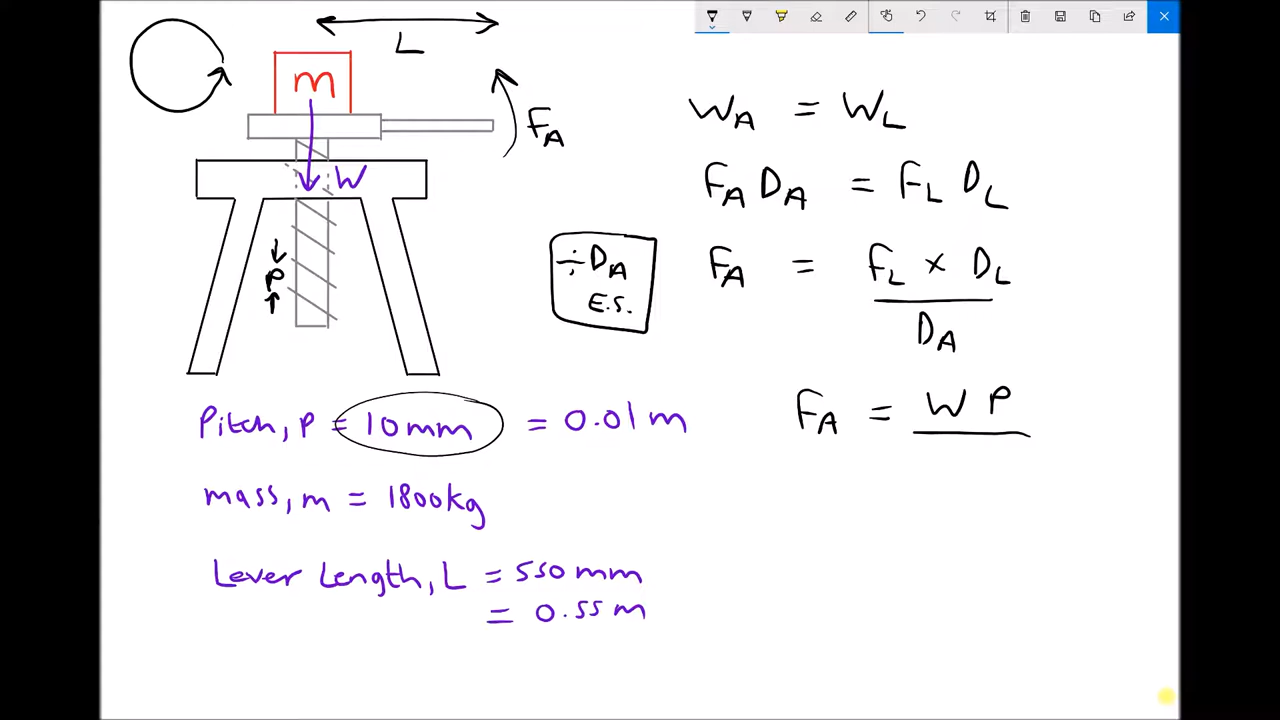 L
m
F_A
W
P
W_A = W_L
F_A D_A = F_L D_L
÷ D_A
E.S.
F_A = F_L × D_L
D_A
F_A = W P
Pitch, P = 10mm = 0.01 m
mass, m = 1800kg
Lever Length, L = 550 mm
= 0.55 m